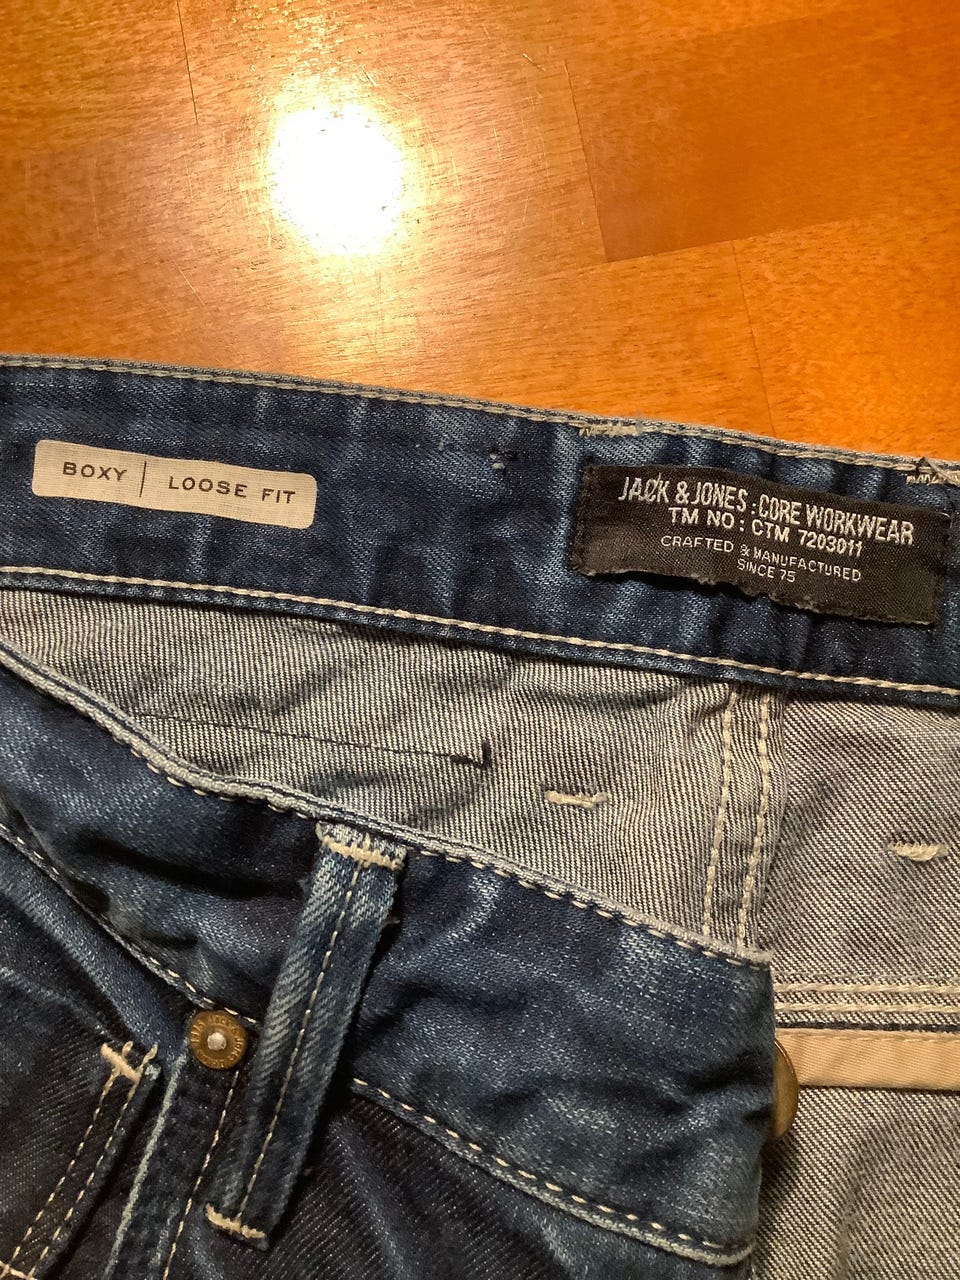 BOXY | LOOSE FIT
JACK & JONES : CORE WORKWEAR
TM NO : CTM 7203011
CRAFTED & MANUFACTURED
SINCE 75